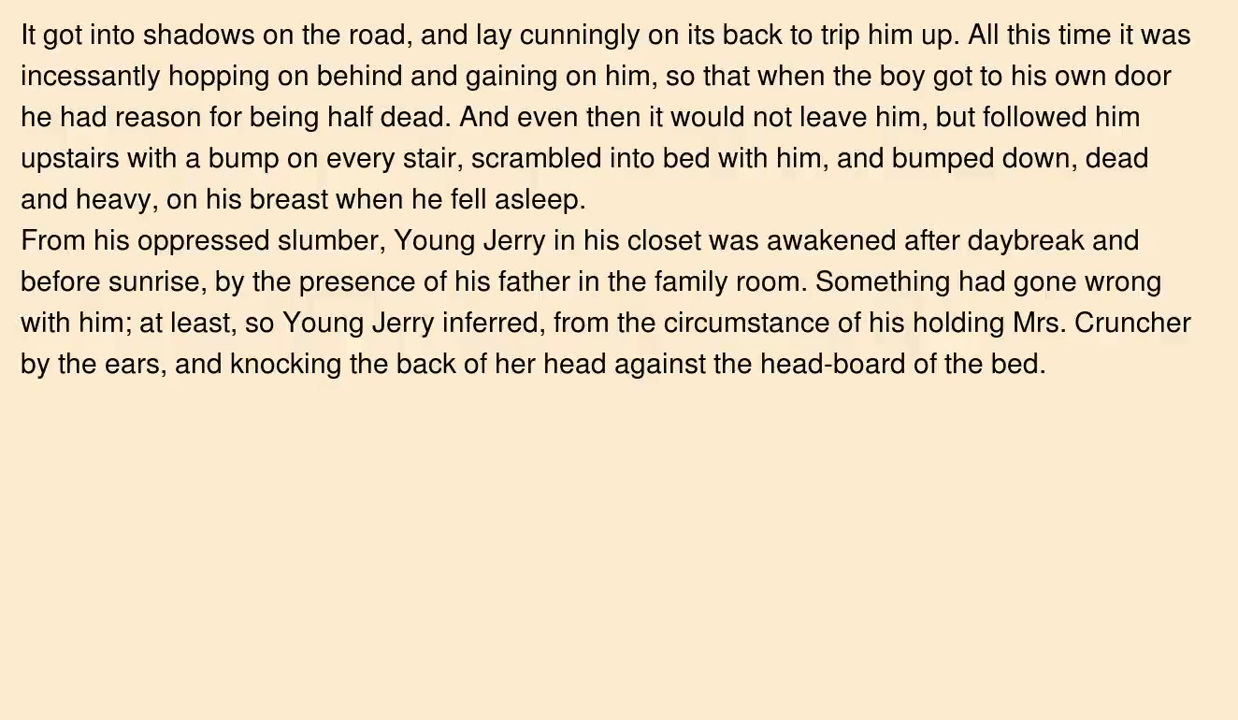 It got into shadows on the road, and lay cunningly on its back to trip him up. All this time it was
incessantly hopping on behind and gaining on him, so that when the boy got to his own door
he had reason for being half dead. And even then it would not leave him, but followed him
upstairs with a bump on every stair, scrambled into bed with him, and bumped down, dead
and heavy, on his breast when he fell asleep.
From his oppressed slumber, Young Jerry in his closet was awakened after daybreak and
before sunrise, by the presence of his father in the family room. Something had gone wrong
with him; at least, so Young Jerry inferred, from the circumstance of his holding Mrs. Cruncher
by the ears, and knocking the back of her head against the head-board of the bed.